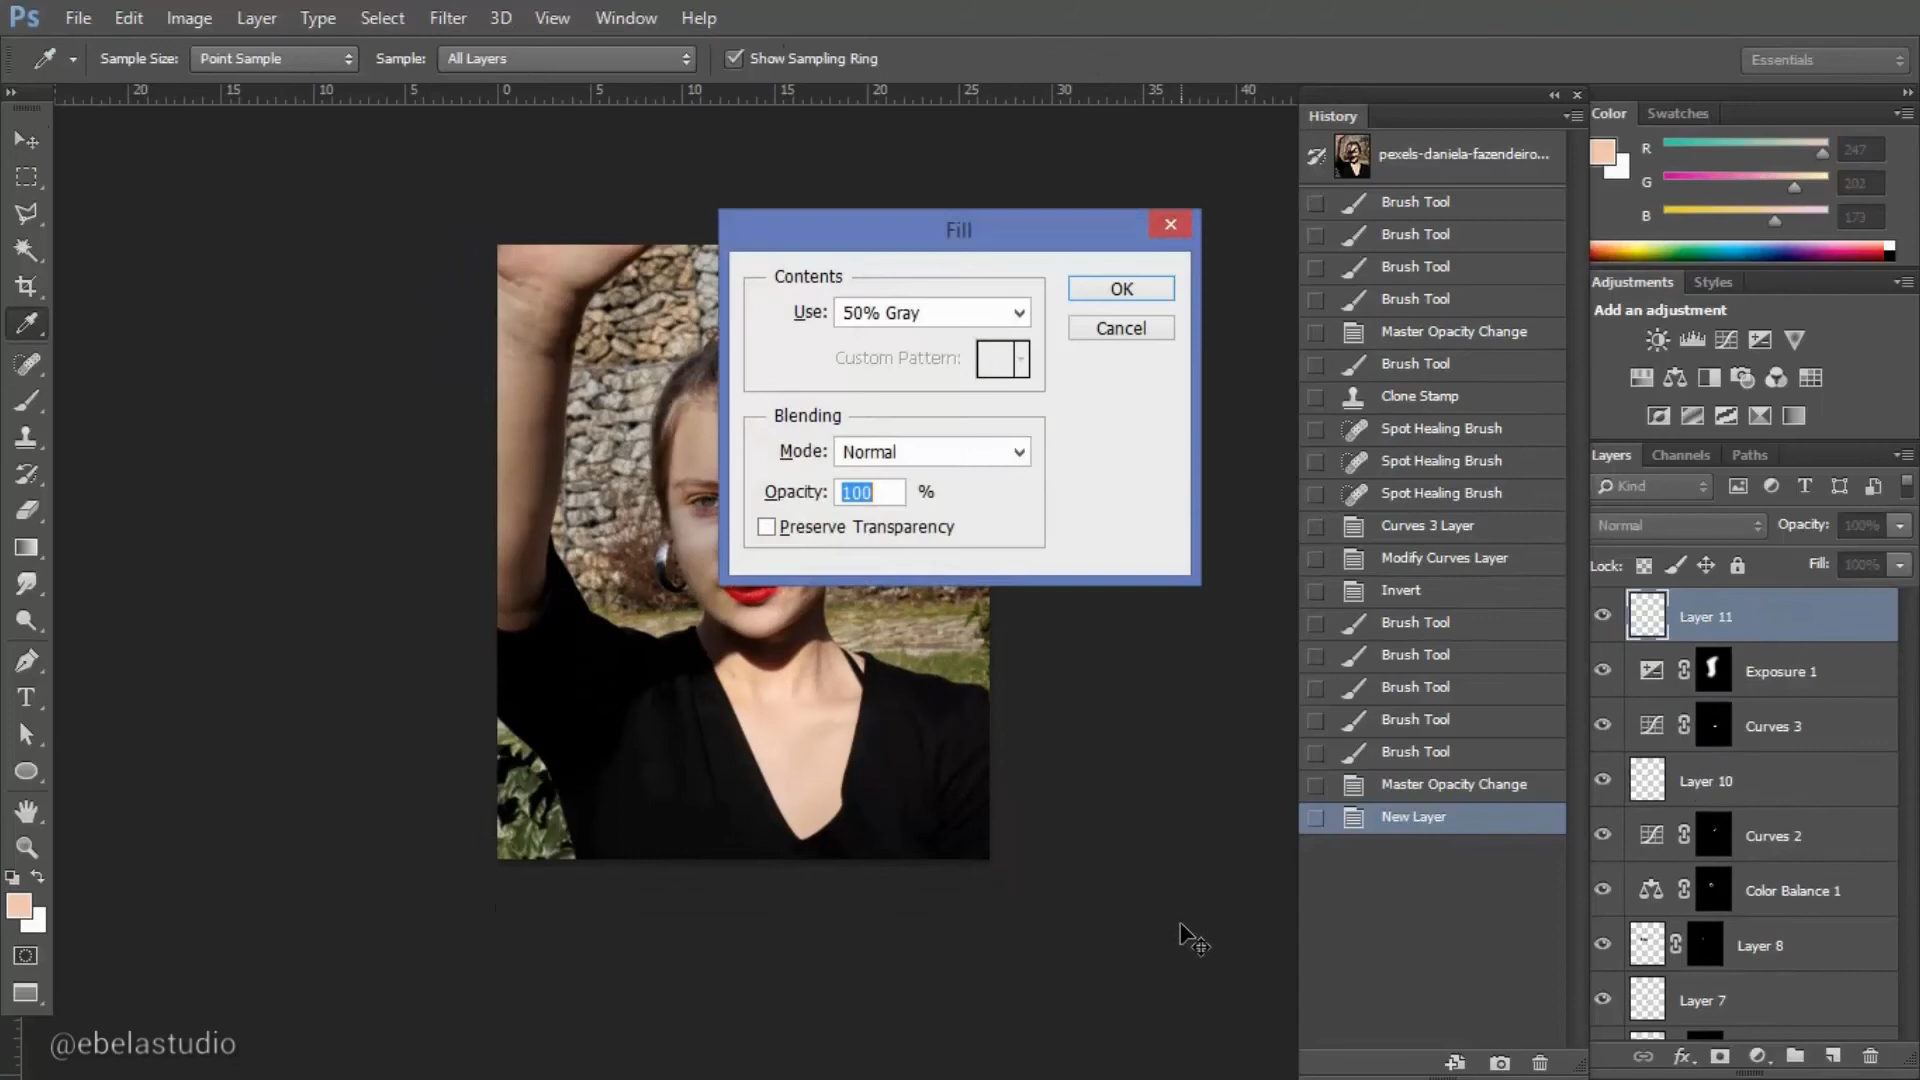 Ps File Edit Image Layer Type Select Filter 3D View Window Help
Sample Size: Point Sample Sample: All Layers Show Sampling Ring Essentials
20 15 10 5 0 5 10 15 20 25 30 35 40
History
pexels-daniela-fazendeiro...
Brush Tool
Brush Tool
Brush Tool
Brush Tool
Master Opacity Change
Brush Tool
Clone Stamp
Spot Healing Brush
Spot Healing Brush
Spot Healing Brush
Curves 3 Layer
Modify Curves Layer
Invert
Brush Tool
Brush Tool
Brush Tool
Brush Tool
Brush Tool
Master Opacity Change
New Layer
Fill
Contents
Use: 50% Gray
Custom Pattern:
Blending
Mode: Normal
Opacity: 100 %
Preserve Transparency
OK
Cancel
Color Swatches
R 247
G 202
B 173
Adjustments Styles
Add an adjustment
Layers Channels Paths
Kind
Normal Opacity: 100%
Lock: Fill: 100%
Layer 11
Exposure 1
Curves 3
Layer 10
Curves 2
Color Balance 1
Layer 8
Layer 7
fx
@ebelastudio